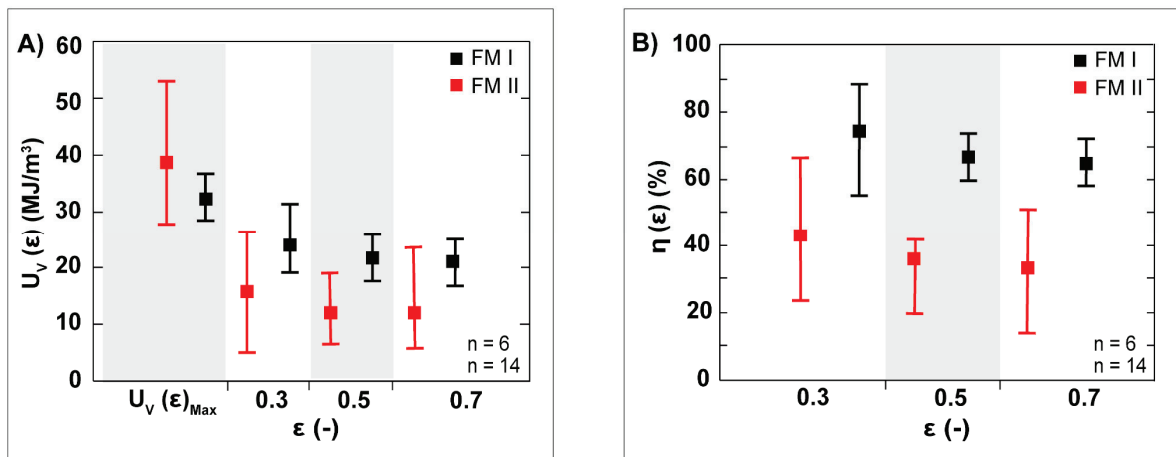 A)
U_V (ε) (MJ/m³)
60
50
40
30
20
10
0
FM I
FM II
n = 6
n = 14
U_V (ε)_Max
0.3
0.5
0.7
ε (-)
B)
η (ε) (%)
100
80
60
40
20
0
FM I
FM II
n = 6
n = 14
0.3
0.5
0.7
ε (-)